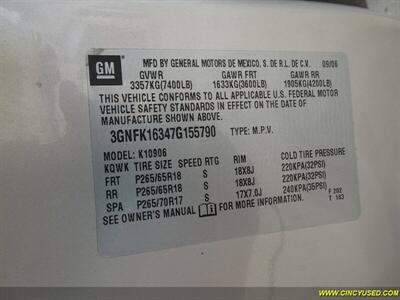 GM
MFD BY GENERAL MOTORS DE MEXICO, S. DE R.L. DE C.V. 09/06
GVWR GAWR FRT GAWR RR
3357KG(7400LB) 1633KG(3600LB) 1905KG(4200LB)
THIS VEHICLE CONFORMS TO ALL APPLICABLE U.S. FEDERAL MOTOR
VEHICLE SAFETY STANDARDS IN EFFECT ON THE DATE OF
MANUFACTURE SHOWN ABOVE.
3GNFK16347G155790 TYPE: M.P.V.
MODEL: K10906
KQWK TIRE SIZE SPEED RTG RIM COLD TIRE PRESSURE
FRT P265/65R18 S 18X8J 220KPA(32PSI)
RR P265/65R18 S 18X8J 220KPA(32PSI)
SPA P265/70R17 S 17X7.0J 240KPA(35PSI)
SEE OWNER'S MANUAL FOR MORE INFORMATION. F 202
T 163
WWW.CINCYUSED.COM